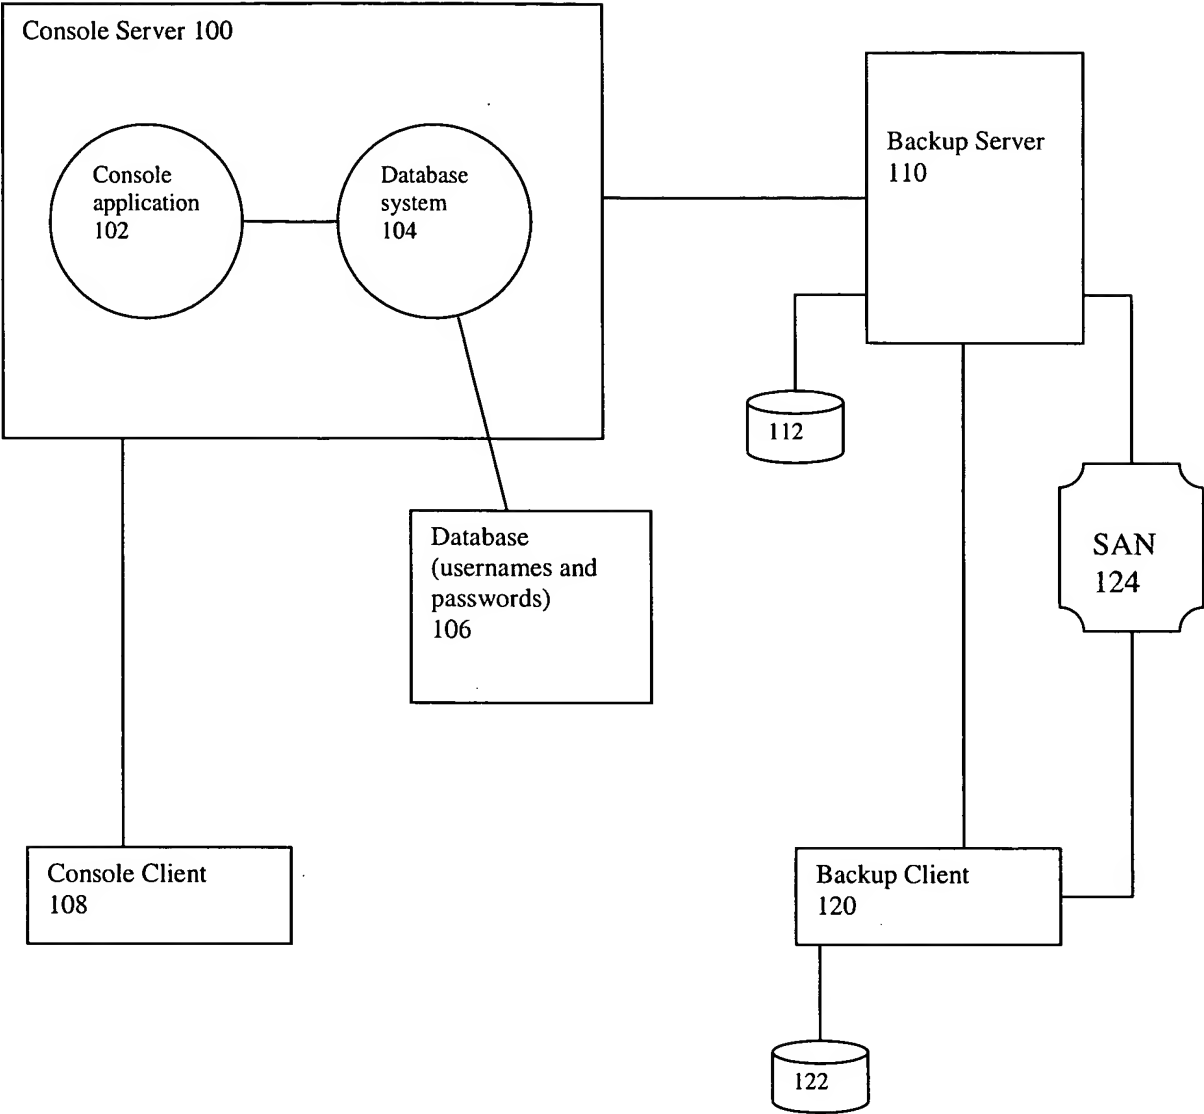 Console Server 100
Console
application
102
Database
system
104
Backup Server
110
112
Database
(usernames and
passwords)
106
SAN
124
Console Client
108
Backup Client
120
122